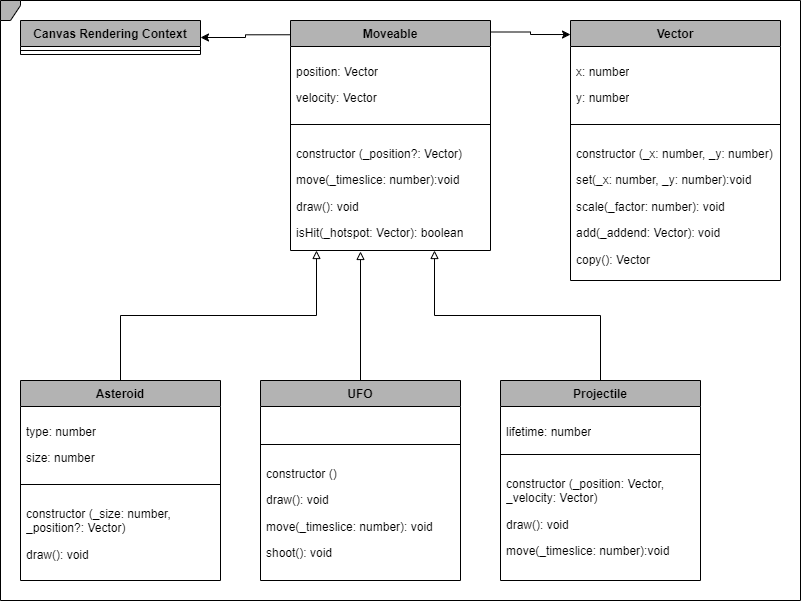 Canvas Rendering Context
Moveable
position: Vector
velocity: Vector
constructor (_position?: Vector)
move(_timeslice: number):void
draw(): void
isHit(_hotspot: Vector): boolean
Vector
x: number
y: number
constructor (_x: number, _y: number)
set(_x: number, _y: number):void
scale(_factor: number): void
add(_addend: Vector): void
copy(): Vector
Asteroid
type: number
size: number
constructor (_size: number,
_position?: Vector)
draw(): void
UFO
constructor ()
draw(): void
move(_timeslice: number): void
shoot(): void
Projectile
lifetime: number
constructor (_position: Vector,
_velocity: Vector)
draw(): void
move(_timeslice: number):void